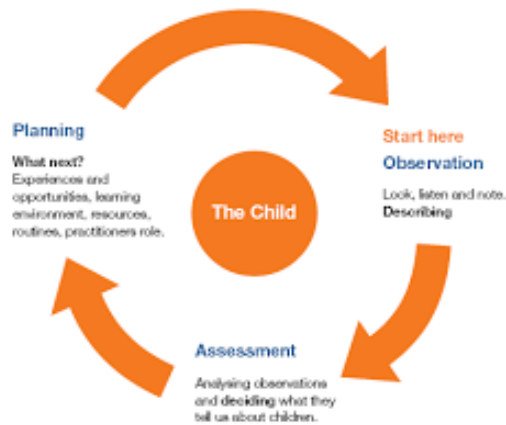 Planning
What next?
Experiences and
opportunities, learning
environment, resources,
routines, practitioners role.
The Child
Start here
Observation
Look, listen and note.
Describing
Assessment
Analysing observations
and deciding what they
tell us about children.